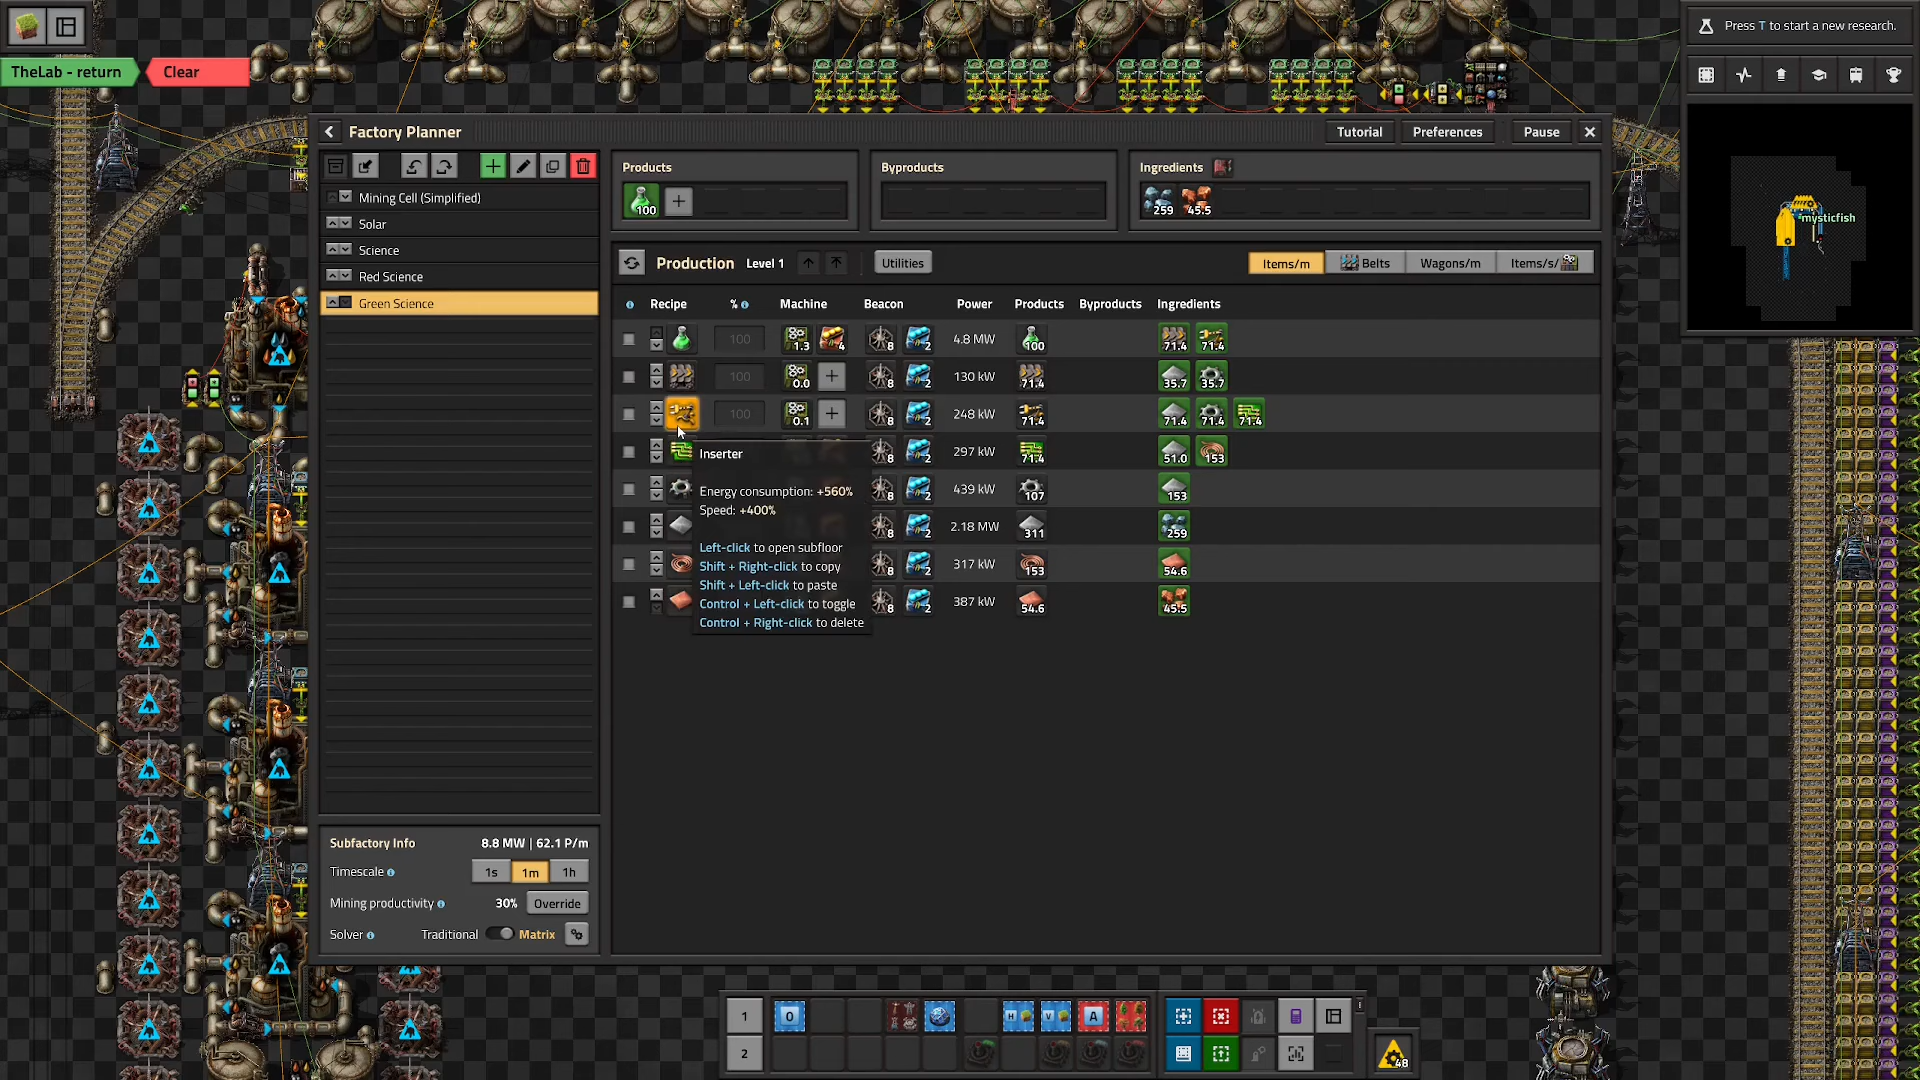 Press T to start a new research.
TheLab - return
Clear
mysticfish
Factory Planner
Tutorial
Preferences
Pause
Mining Cell (Simplified)
Solar
Science
Red Science
Green Science
Products
100
Byproducts
Ingredients
259
45.5
Production
Level 1
Utilities
Items/m
Belts
Wagons/m
Items/s/
Recipe
%
Machine
Beacon
Power
Products
Byproducts
Ingredients
100
1.3
4
8
2
4.8 MW
100
71.4
71.4
100
0.0
8
2
130 kW
71.4
35.7
35.7
100
0.1
8
2
248 kW
71.4
71.4
71.4
71.4
8
2
297 kW
71.4
51.0
153
8
2
439 kW
107
153
8
2
2.18 MW
311
259
8
2
317 kW
153
54.6
8
2
387 kW
54.6
45.5
Inserter
Energy consumption: +560%
Speed: +400%
Left-click to open subfloor
Shift + Right-click to copy
Shift + Left-click to paste
Control + Left-click to toggle
Control + Right-click to delete
Subfactory Info
8.8 MW | 62.1 P/m
Timescale
1s
1m
1h
Mining productivity
30%
Override
Solver
Traditional
Matrix
1
0
H
V
A
2
48